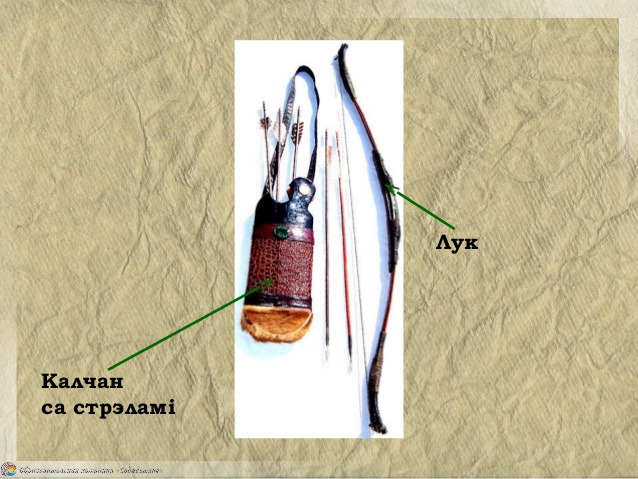 Лук
Калчан
са стрэламі